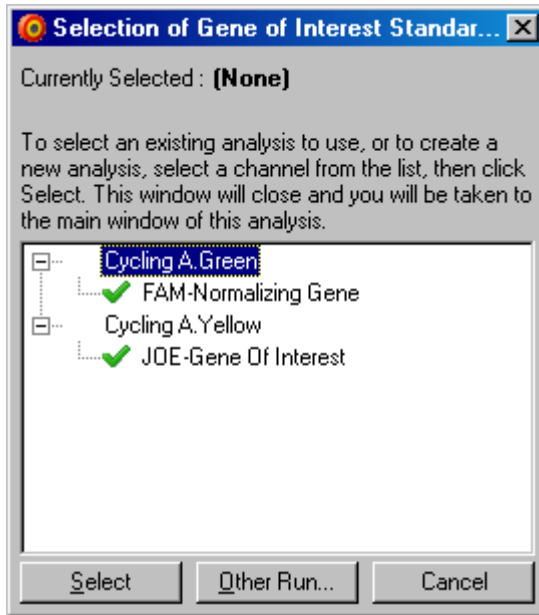 Selection of Gene of Interest Standar...
Currently Selected : (None)
To select an existing analysis to use, or to create a
new analysis, select a channel from the list, then click
Select. This window will close and you will be taken to
the main window of this analysis.
Cycling A.Green
FAM-Normalizing Gene
Cycling A.Yellow
JOE-Gene Of Interest
Select Other Run... Cancel